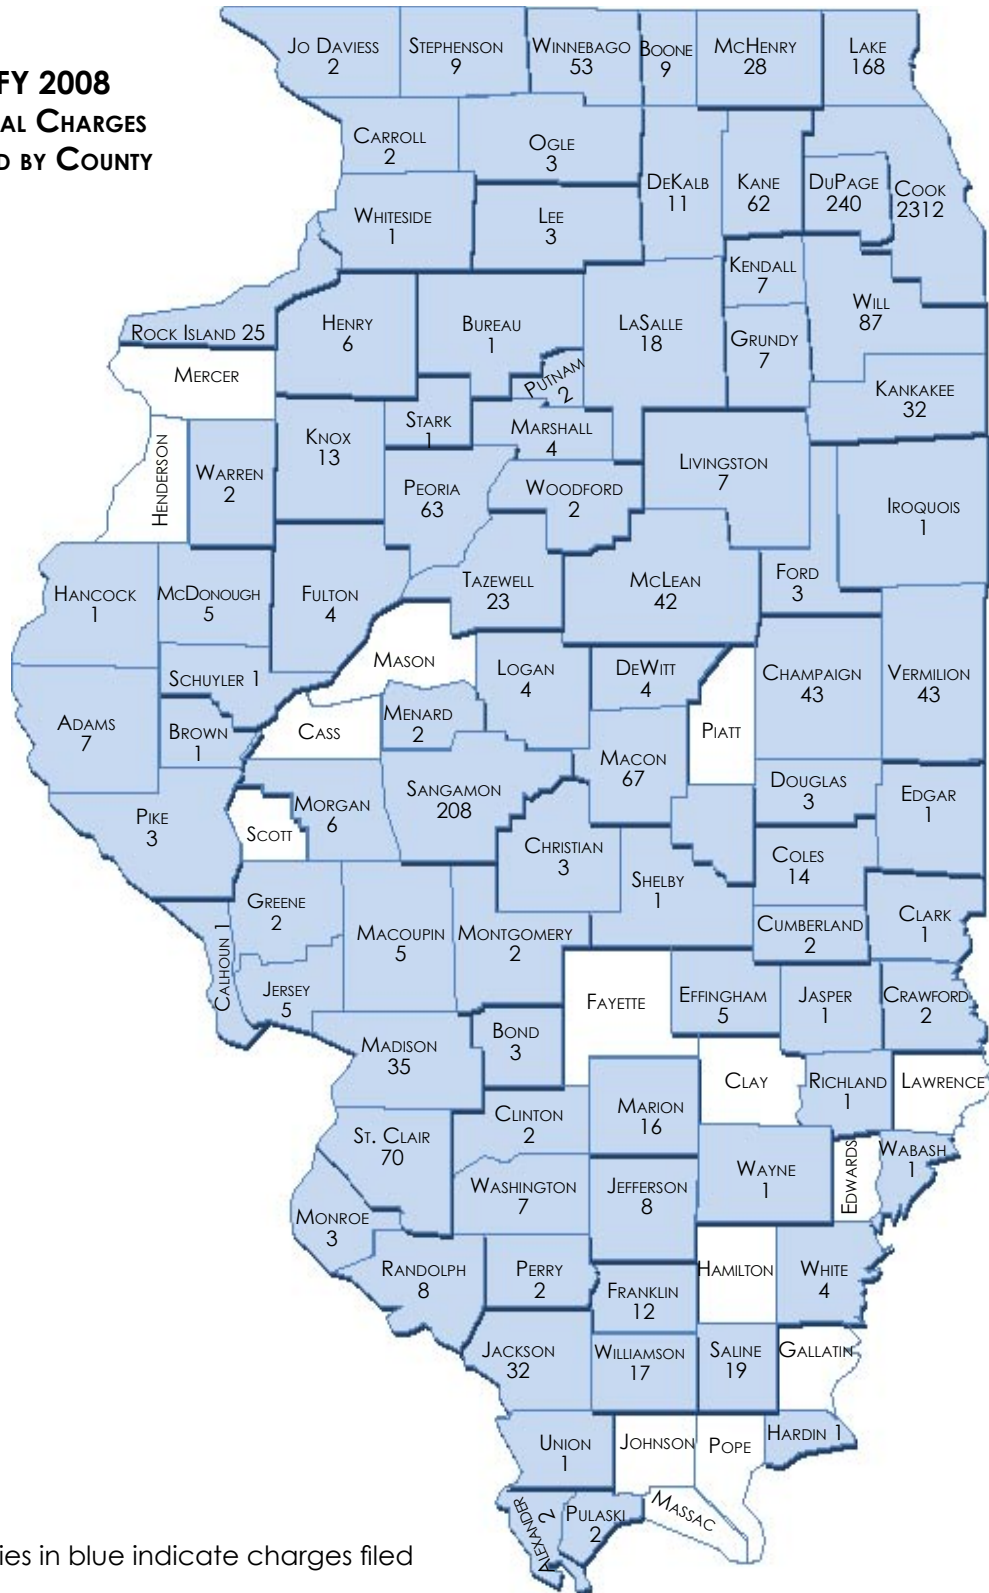 FY 2008
AL CHARGES
D BY COUNTY
JO DAVIESS
2
STEPHENSON
9
WINNEBAGO
53
BOONE
9
MCHENRY
28
LAKE
168
CARROLL
2
OGLE
3
DEKALB
11
KANE
62
DUPAGE
240
COOK
2312
WHITESIDE
1
LEE
3
KENDALL
7
WILL
87
ROCK ISLAND 25
HENRY
6
BUREAU
1
LASALLE
18
GRUNDY
7
MERCER
PUTNAM
2
KANKAKEE
32
STARK
1
MARSHALL
4
KNOX
13
HENDERSON
WARREN
2
PEORIA
63
WOODFORD
2
LIVINGSTON
7
IROQUOIS
1
HANCOCK
1
MCDONOUGH
5
FULTON
4
TAZEWELL
23
MCLEAN
42
FORD
3
MASON
SCHUYLER 1
LOGAN
4
DEWITT
4
CHAMPAIGN
43
VERMILION
43
ADAMS
7
BROWN
1
CASS
MENARD
2
PIATT
MACON
67
PIKE
3
SCOTT
MORGAN
6
SANGAMON
208
DOUGLAS
3
EDGAR
1
CHRISTIAN
3
SHELBY
1
COLES
14
GREENE
2
CALHOUN 1
MACOUPIN
5
MONTGOMERY
2
CUMBERLAND
2
CLARK
1
JERSEY
5
FAYETTE
EFFINGHAM
5
JASPER
1
CRAWFORD
2
MADISON
35
BOND
3
CLAY
RICHLAND
1
LAWRENCE
ST. CLAIR
70
CLINTON
2
MARION
16
WAYNE
1
EDWARDS
WABASH
1
MONROE
3
WASHINGTON
7
JEFFERSON
8
RANDOLPH
8
PERRY
2
FRANKLIN
12
HAMILTON
WHITE
4
JACKSON
32
WILLIAMSON
17
SALINE
19
GALLATIN
UNION
1
JOHNSON
POPE
HARDIN 1
ALEXANDER
2
PULASKI
2
MASSAC
ies in blue indicate charges filed